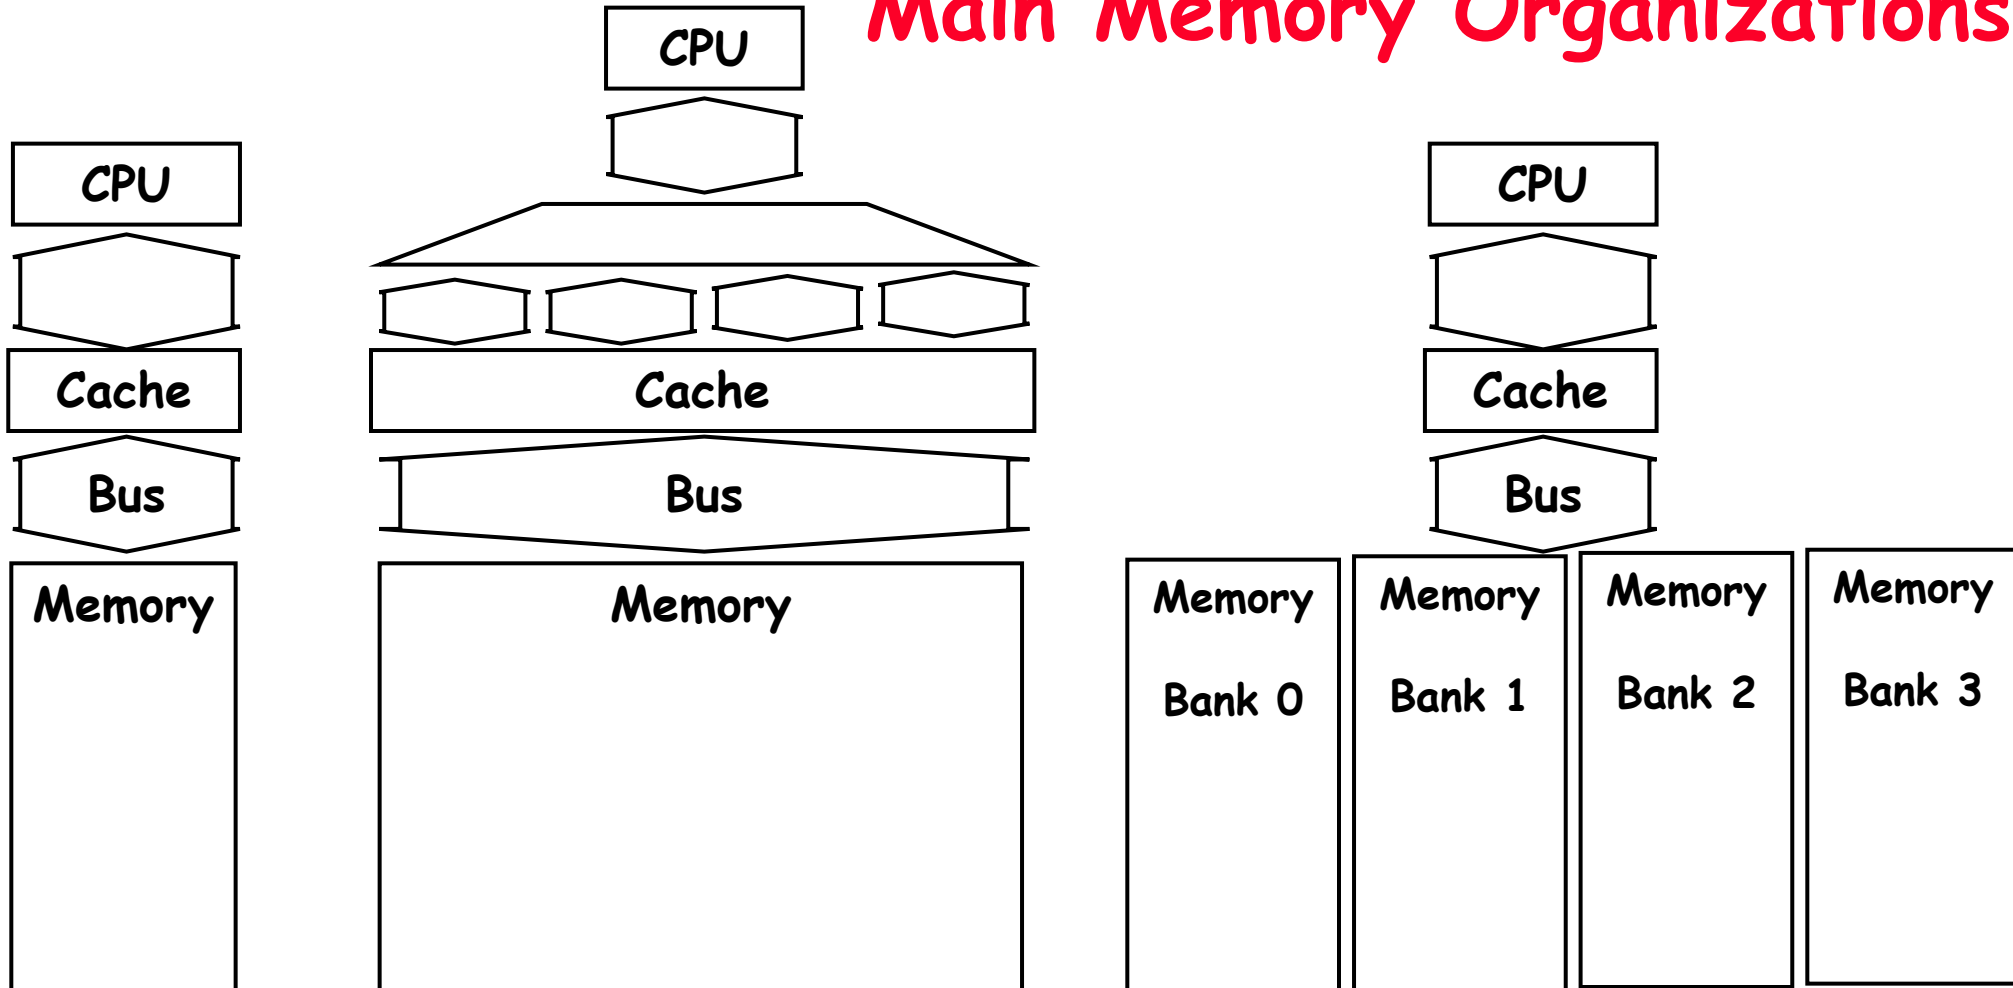 Main Memory Organizations
CPU
Cache
Bus
Memory
CPU
Cache
Bus
Memory
CPU
Cache
Bus
Memory
Bank 0
Memory
Bank 1
Memory
Bank 2
Memory
Bank 3